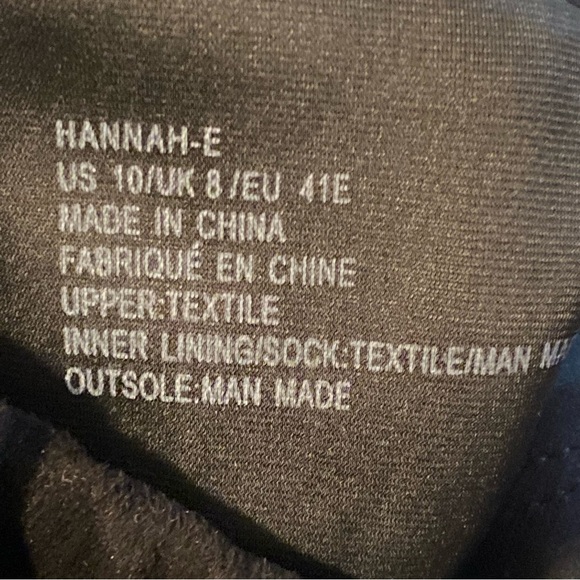 HANNAH-E
US 10/UK 8 /EU 41E
MADE IN CHINA
FABRIQUÉ EN CHINE
UPPER:TEXTILE
INNER LINING/SOCK:TEXTILE/MAN
OUTSOLE:MAN MADE